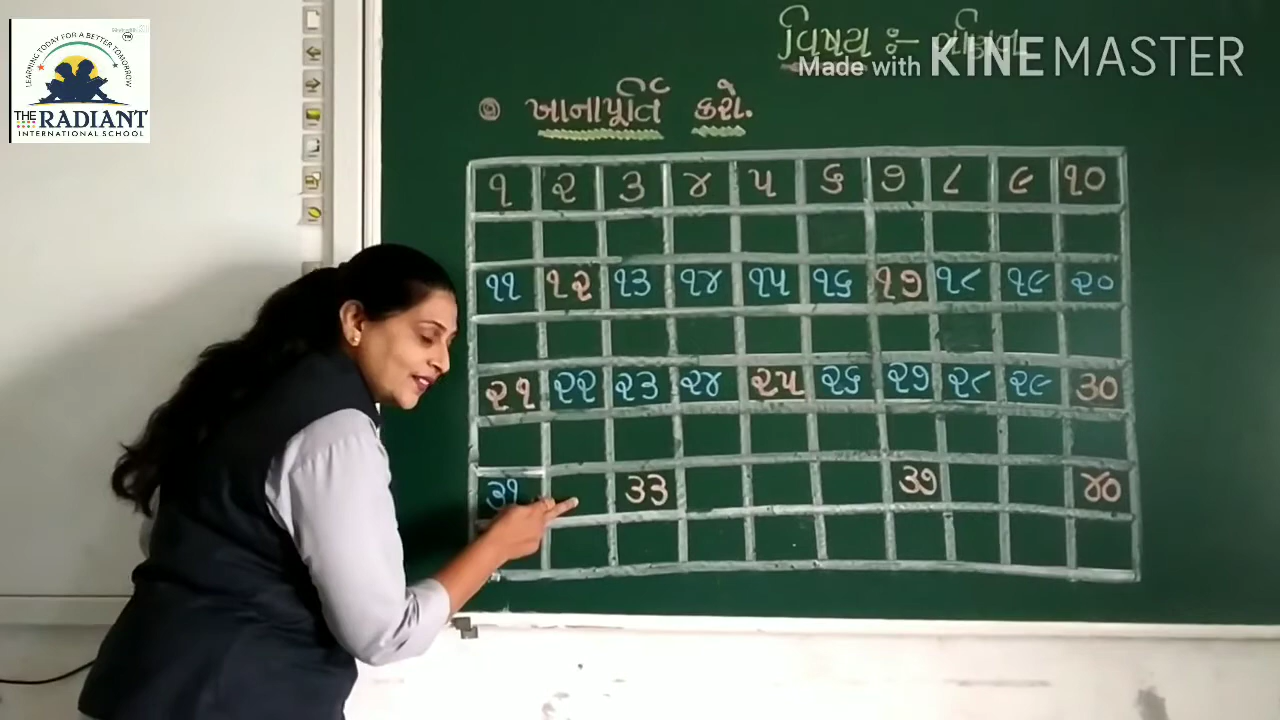 LEARNING TODAY FOR A BETTER TOMORROW
THE RADIANT
INTERNATIONAL SCHOOL
વિષય :-
Made with KINEMASTER
૭ ખાનાપૂર્તિ કરો.
૧ ૨ ૩ ૪ ૫ ૬ ૭ ૮ ૯ ૧૦
૧૧ ૧૨ ૧૩ ૧૪ ૧૫ ૧૬ ૧૭ ૧૮ ૧૯ ૨૦
૨૧ ૨૨ ૨૩ ૨૪ ૨૫ ૨૬ ૨૭ ૨૮ ૨૯ ૩૦
૩૧ ૩૩ ૩૭ ૪૦